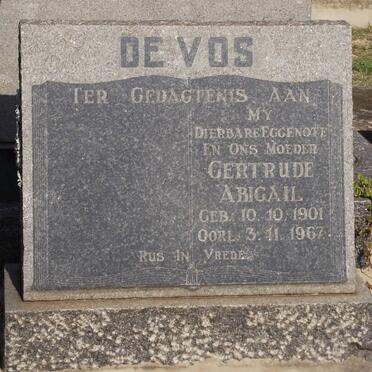 DE VOS
TER GEDAGTENIS AAN
MY
DIERBARE EGGENOTE
EN ONS MOEDER
GERTRUDE
ABIGAIL
GEB. 10. 10. 1901
OORL. 3. 11. 1967
RUS IN VREDE